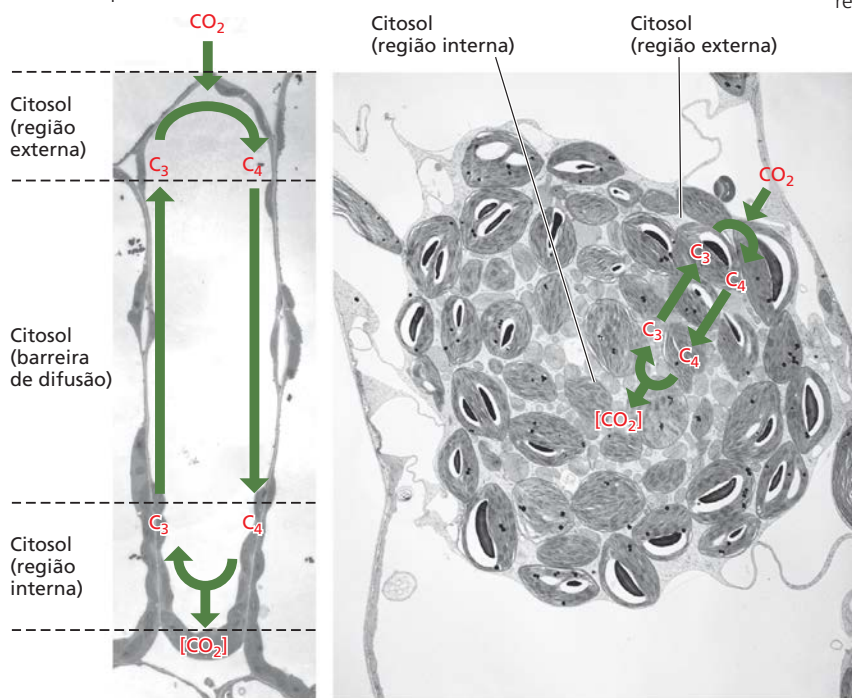 re
CO₂
Citosol
(região
externa)
C₃
C₄
Citosol
(barreira
de difusão)
C₃
C₄
Citosol
(região
interna)
[CO₂]
Citosol
(região interna)
Citosol
(região externa)
CO₂
C₃
C₄
C₃
C₄
[CO₂]